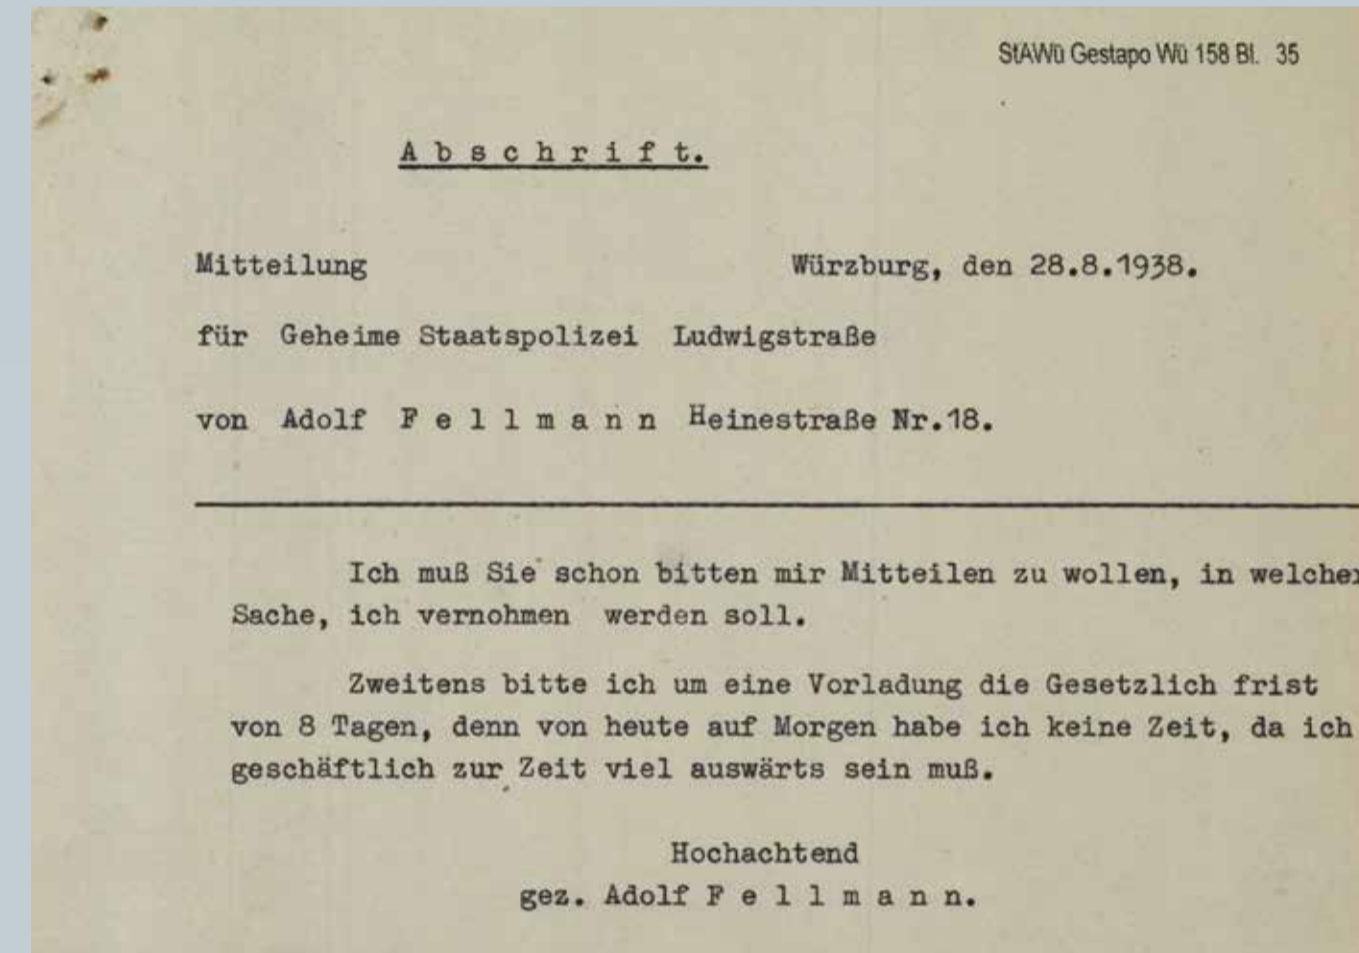 StAWü Gestapo Wü 158 Bl. 35
A b s c h r i f t.
Mitteilung Würzburg, den 28.8.1938.
für Geheime Staatspolizei Ludwigstraße
von Adolf F e l l m a n n Heinestraße Nr.18.
Ich muß Sie schon bitten mir Mitteilen zu wollen, in welcher
Sache, ich vernohmen werden soll.
Zweitens bitte ich um eine Vorladung die Gesetzlich frist
von 8 Tagen, denn von heute auf Morgen habe ich keine Zeit, da ich
geschäftlich zur Zeit viel auswärts sein muß.
Hochachtend
gez. Adolf F e l l m a n n.